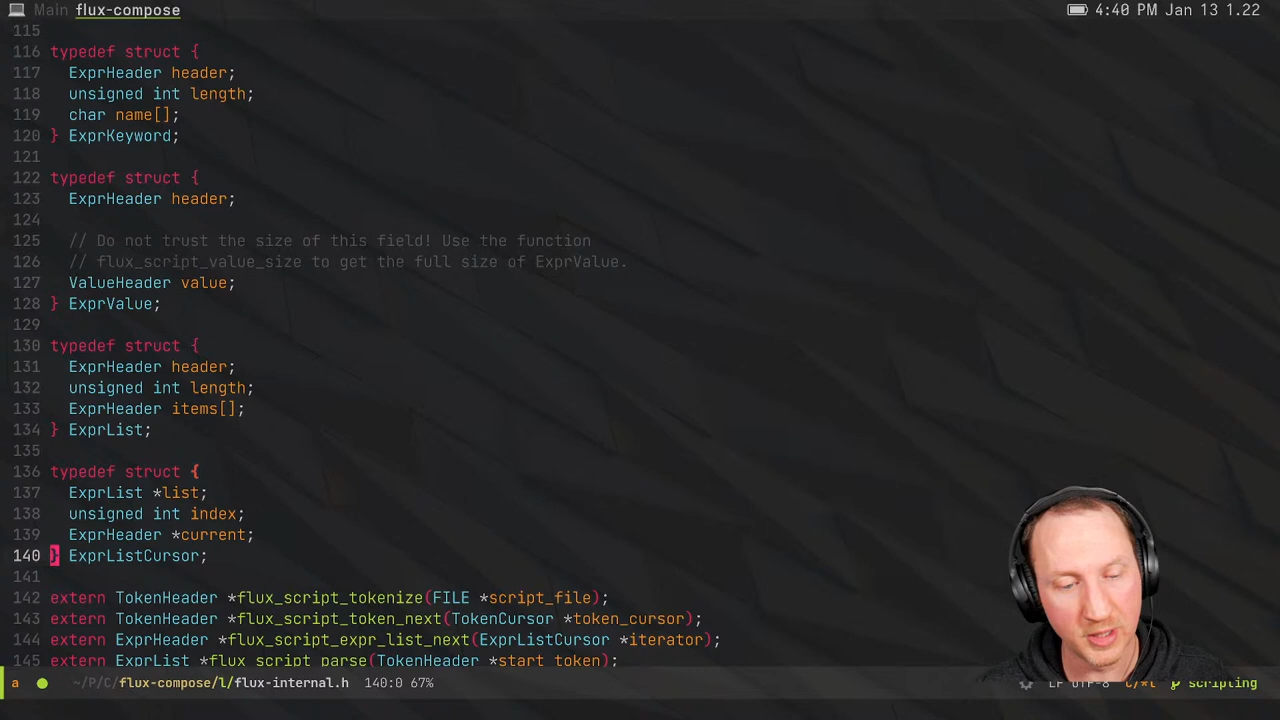 Main flux-compose 4:40 PM Jan 13 1.22
115
116 typedef struct {
117 ExprHeader header;
118 unsigned int length;
119 char name[];
120 } ExprKeyword;
121
122 typedef struct {
123 ExprHeader header;
124
125 // Do not trust the size of this field! Use the function
126 // flux_script_value_size to get the full size of ExprValue.
127 ValueHeader value;
128 } ExprValue;
129
130 typedef struct {
131 ExprHeader header;
132 unsigned int length;
133 ExprHeader items[];
134 } ExprList;
135
136 typedef struct {
137 ExprList *list;
138 unsigned int index;
139 ExprHeader *current;
140 } ExprListCursor;
141
142 extern TokenHeader *flux_script_tokenize(FILE *script_file);
143 extern TokenHeader *flux_script_token_next(TokenCursor *token_cursor);
144 extern ExprHeader *flux_script_expr_list_next(ExprListCursor *iterator);
145 extern ExprList *flux_script_parse(TokenHeader *start_token);
a ~/P/C/flux-compose/l/flux-internal.h 140:0 67% LF UTF-8 C/*l scripting